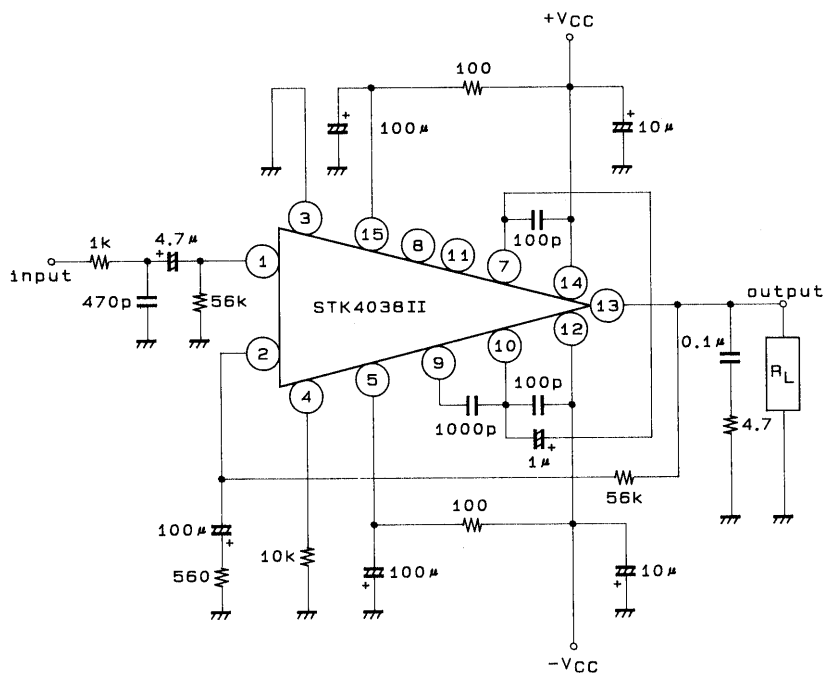 +VCC
100
+
100μ
+
10μ
3
15
8
11
7
100p
14
1k
4.7μ
+
input
1
13
output
470p
56k
STK4038II
12
0.1μ
RL
2
10
9
5
4
100p
1000p
4.7
1μ
+
56k
100μ
+
100
10k
560
100μ
+
10μ
+
-VCC